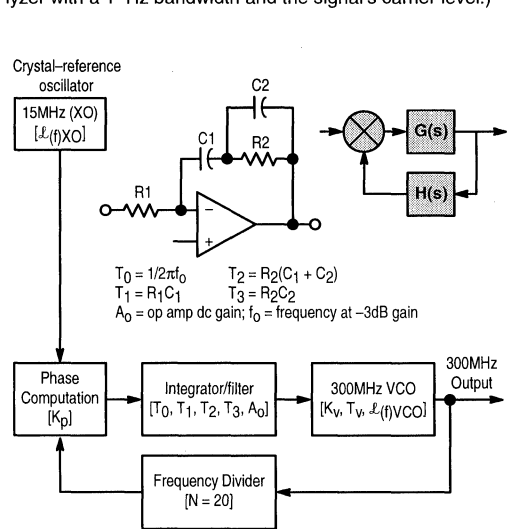 lyzer with a 1-Hz bandwidth and the signal's carrier level.)
Crystal–reference
oscillator
15MHz (XO)
[ℒ(f)XO]
C2
C1
R2
R1
–
+
G(s)
H(s)
T₀ = 1/2πf₀ T₂ = R₂(C₁ + C₂)
T₁ = R₁C₁ T₃ = R₂C₂
A₀ = op amp dc gain; f₀ = frequency at –3dB gain
Phase
Computation
[Kₚ]
Integrator/filter
[T₀, T₁, T₂, T₃, A₀]
300MHz VCO
[Kᵥ, Tᵥ, ℒ(f)VCO]
300MHz
Output
Frequency Divider
[N = 20]